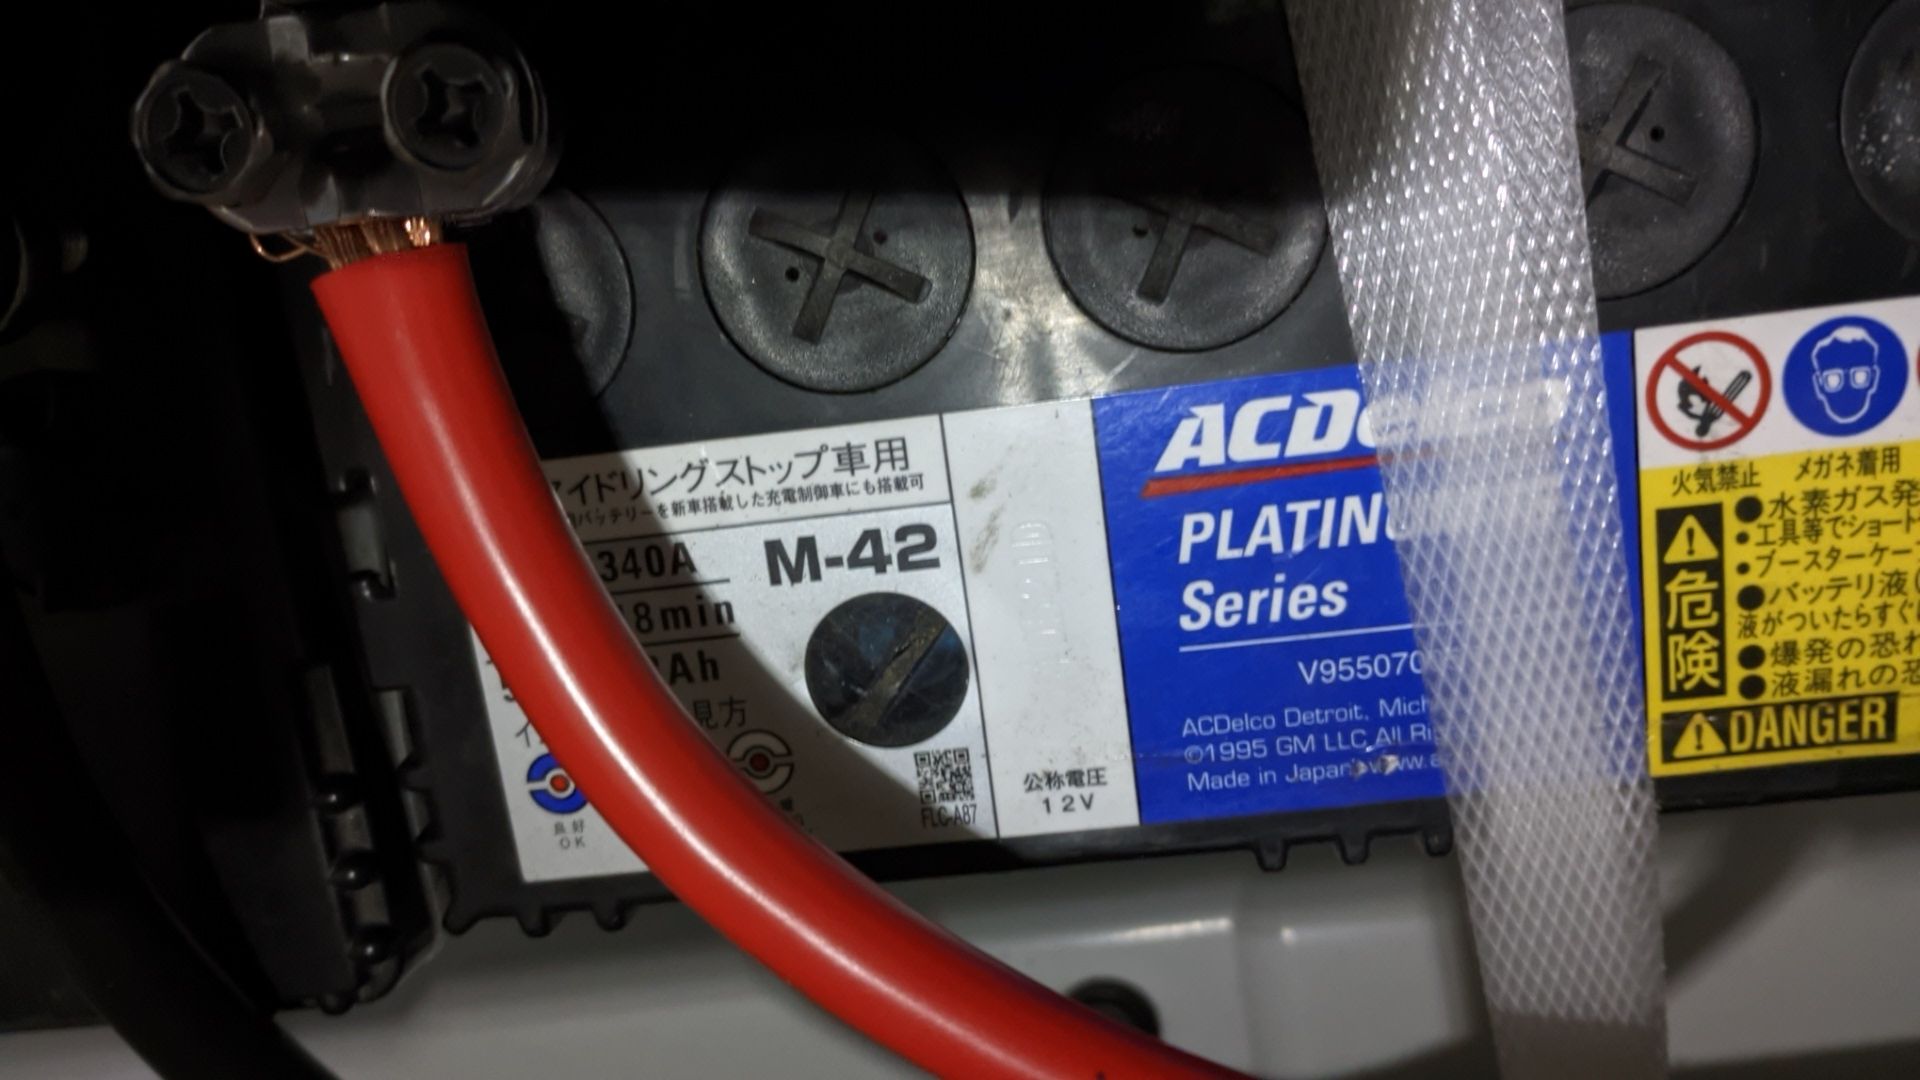 イドリングストップ車用
バッテリーを新車搭載した充電制御車にも搭載可
340A
M-42
8min
Ah
見方
良好
OK
FLC-A87
公称電圧
12V
ACD
PLATIN
Series
V955070
ACDelco Detroit, Mich
©1995 GM LLC All Ri
Made in Japan www.a
火気禁止
メガネ着用
危険
●水素ガス発
・工具等でショート
・ブースターケー
●バッテリ液
液がついたらすぐに
●爆発の恐れ
●液漏れの恐
DANGER